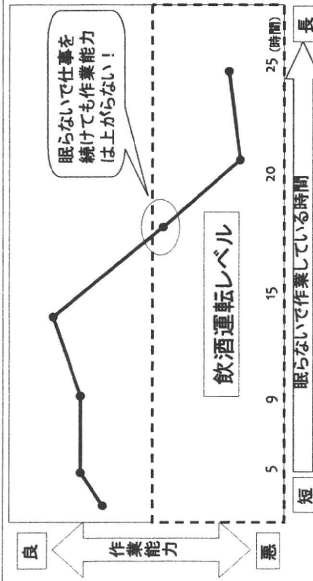 眠らないで仕事を
続けても作業能力
は上がらない！
良
作業
能力
悪
飲酒運転レベル
5
9
15
20
25
(時間)
短
眠らないで作業している時間
長